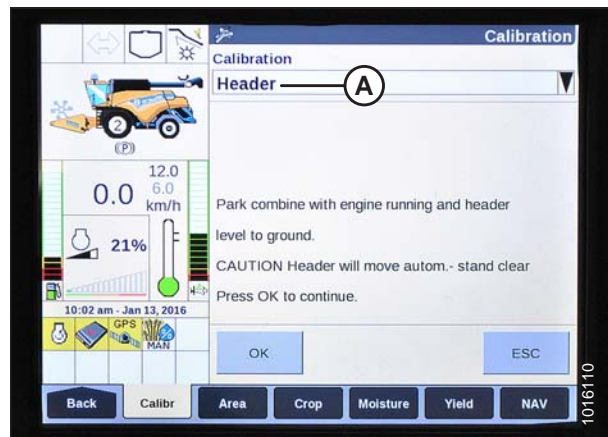 Calibration
Calibration
Header
A
2
(P)
12.0
6.0
0.0 km/h
21%
E
Park combine with engine running and header
level to ground.
CAUTION Header will move autom.- stand clear
Press OK to continue.
10:02 am - Jan 13, 2016
GPS
MAN
OK
ESC
Back
Calibr
Area
Crop
Moisture
Yield
NAV
1016110